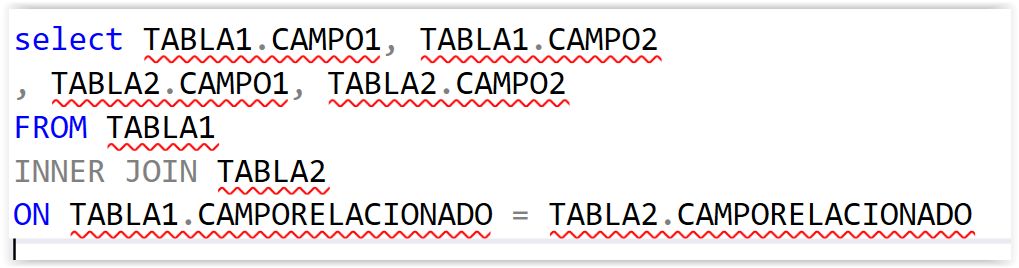 select TABLA1.CAMPO1, TABLA1.CAMPO2
, TABLA2.CAMPO1, TABLA2.CAMPO2
FROM TABLA1
INNER JOIN TABLA2
ON TABLA1.CAMPORELACIONADO = TABLA2.CAMPORELACIONADO